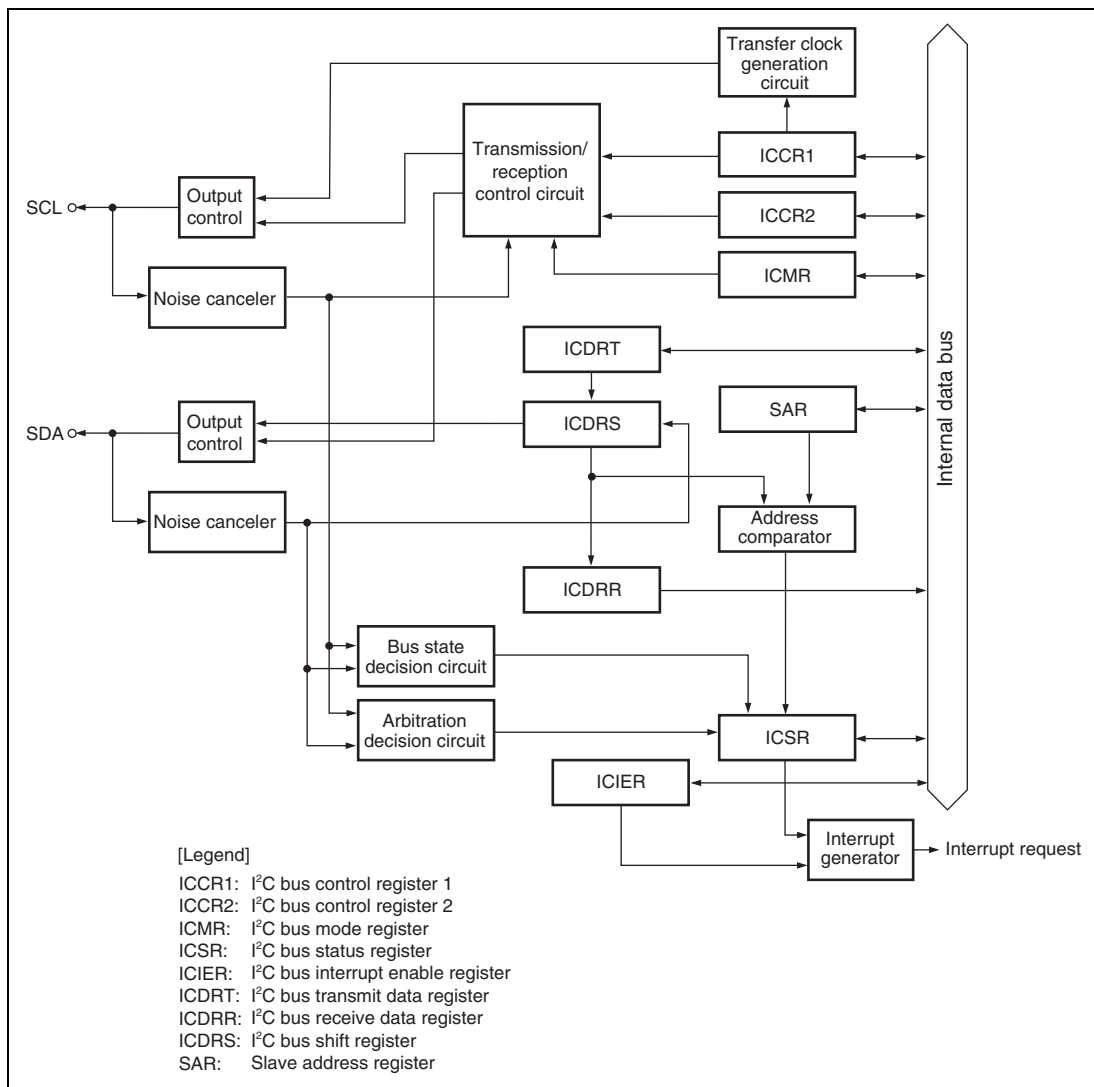 Transfer clock
generation
circuit
Transmission/
reception
control circuit
ICCR1
Output
control
SCL
ICCR2
ICMR
Noise canceler
ICDRT
Internal data bus
SAR
Output
control
ICDRS
SDA
Noise canceler
Address
comparator
ICDRR
Bus state
decision circuit
Arbitration
decision circuit
ICSR
ICIER
Interrupt
generator
Interrupt request
[Legend]
ICCR1: I²C bus control register 1
ICCR2: I²C bus control register 2
ICMR: I²C bus mode register
ICSR: I²C bus status register
ICIER: I²C bus interrupt enable register
ICDRT: I²C bus transmit data register
ICDRR: I²C bus receive data register
ICDRS: I²C bus shift register
SAR: Slave address register